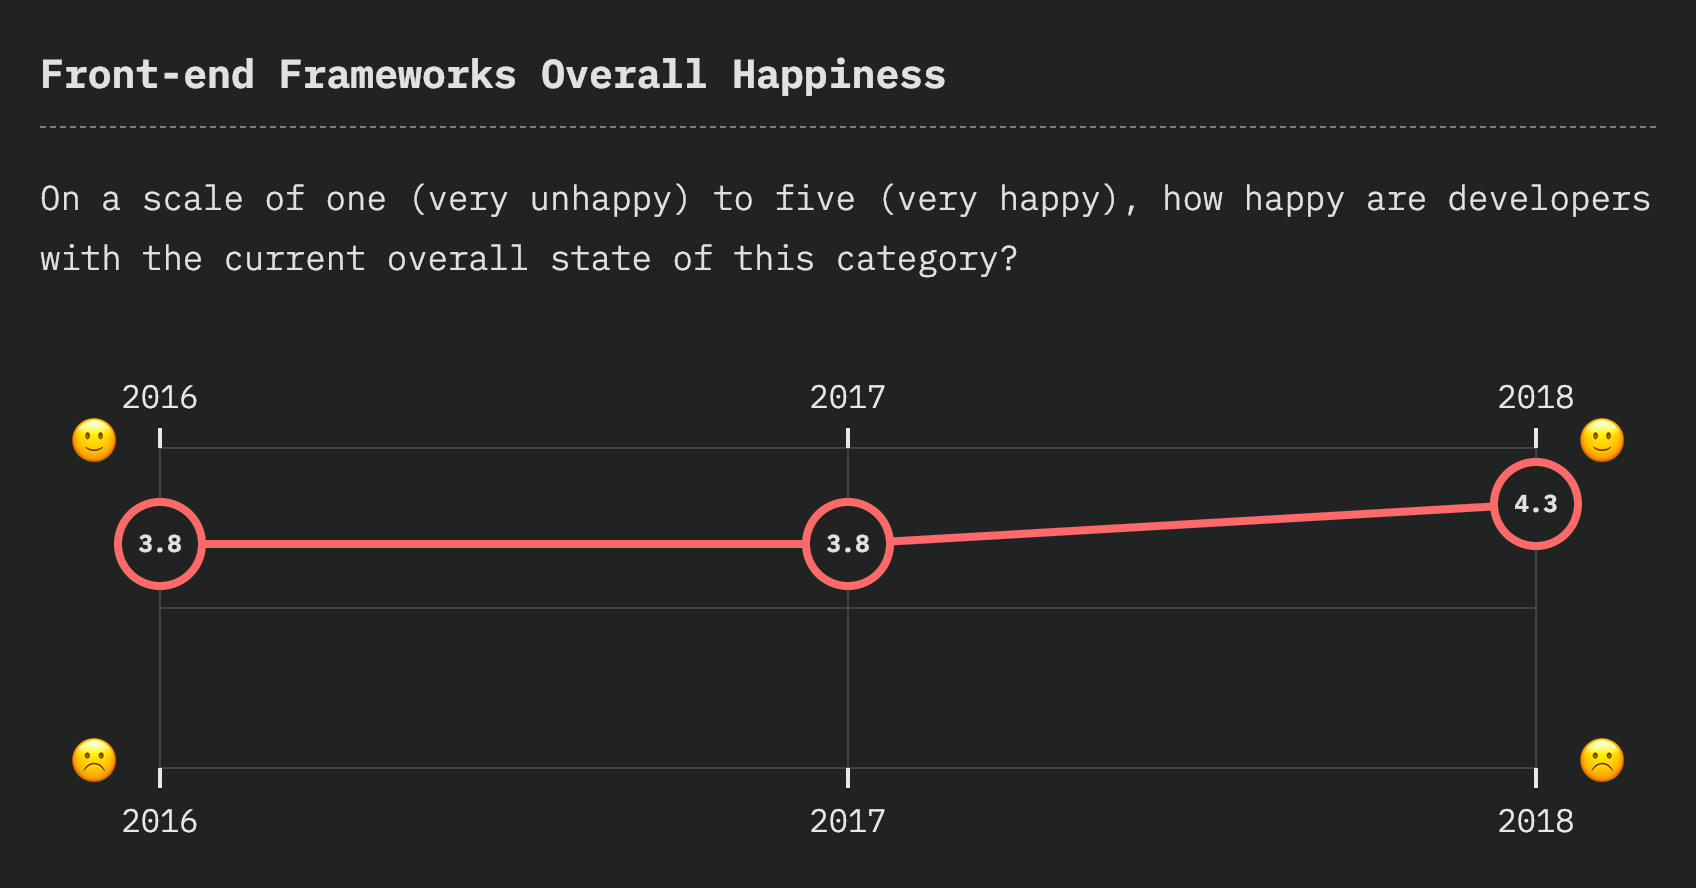 Front-end Frameworks Overall Happiness
On a scale of one (very unhappy) to five (very happy), how happy are developers
with the current overall state of this category?
2016 2017 2018
3.8 3.8 4.3
2016 2017 2018